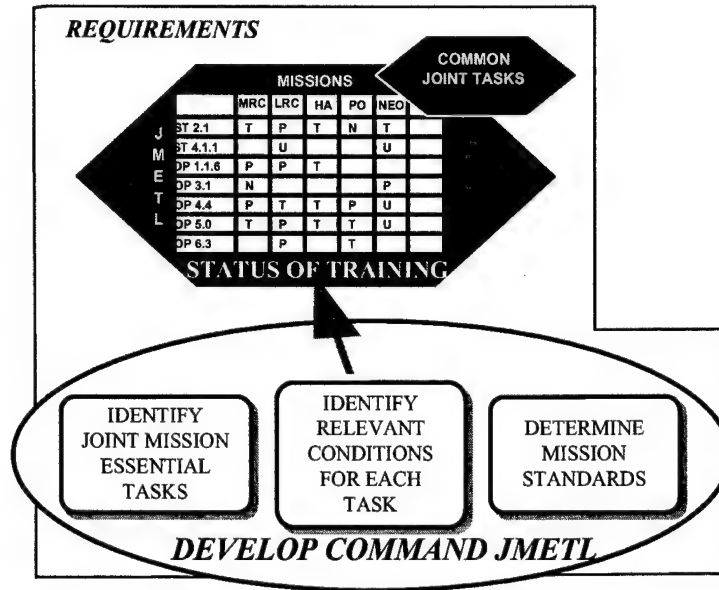 REQUIREMENTS
COMMON
JOINT TASKS
MISSIONS
MRC LRC HA PO NEO
JMETL
ST 2.1 T P T N T
ST 4.1.1 U U
OP 1.1.6 P P T
OP 3.1 N P
OP 4.4 P T T P U
OP 5.0 T P T T U
OP 6.3 P T
STATUS OF TRAINING
IDENTIFY
JOINT MISSION
ESSENTIAL
TASKS
IDENTIFY
RELEVANT
CONDITIONS
FOR EACH
TASK
DETERMINE
MISSION
STANDARDS
DEVELOP COMMAND JMETL